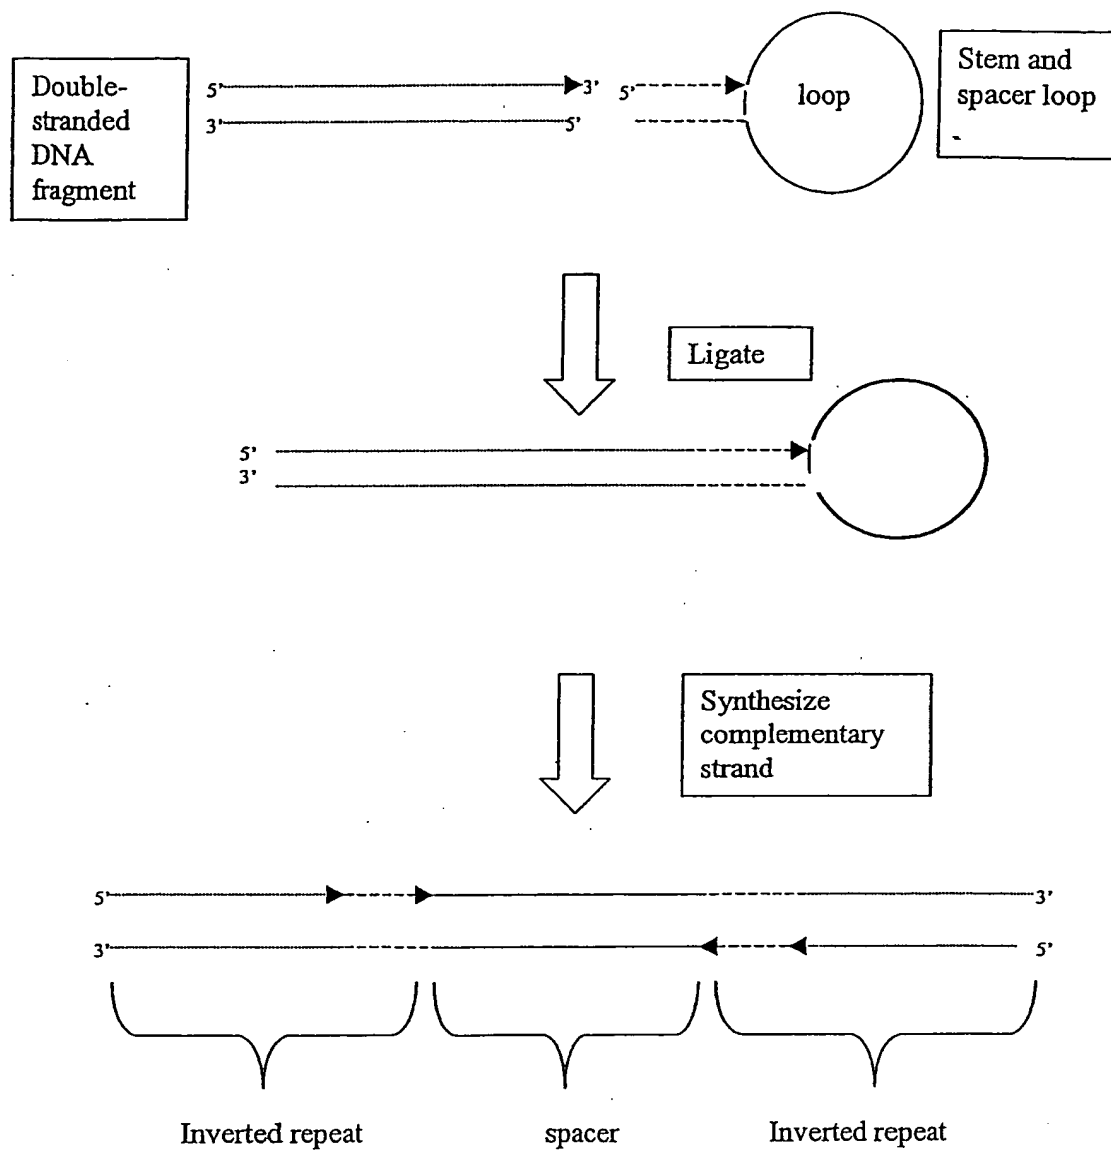 Double-
stranded
DNA
fragment
5’ 3’ 5’
3’ 5’
loop
Stem and
spacer loop
Ligate
5’
3’
Synthesize
complementary
strand
5’ 3’
3’ 5’
Inverted repeat spacer Inverted repeat